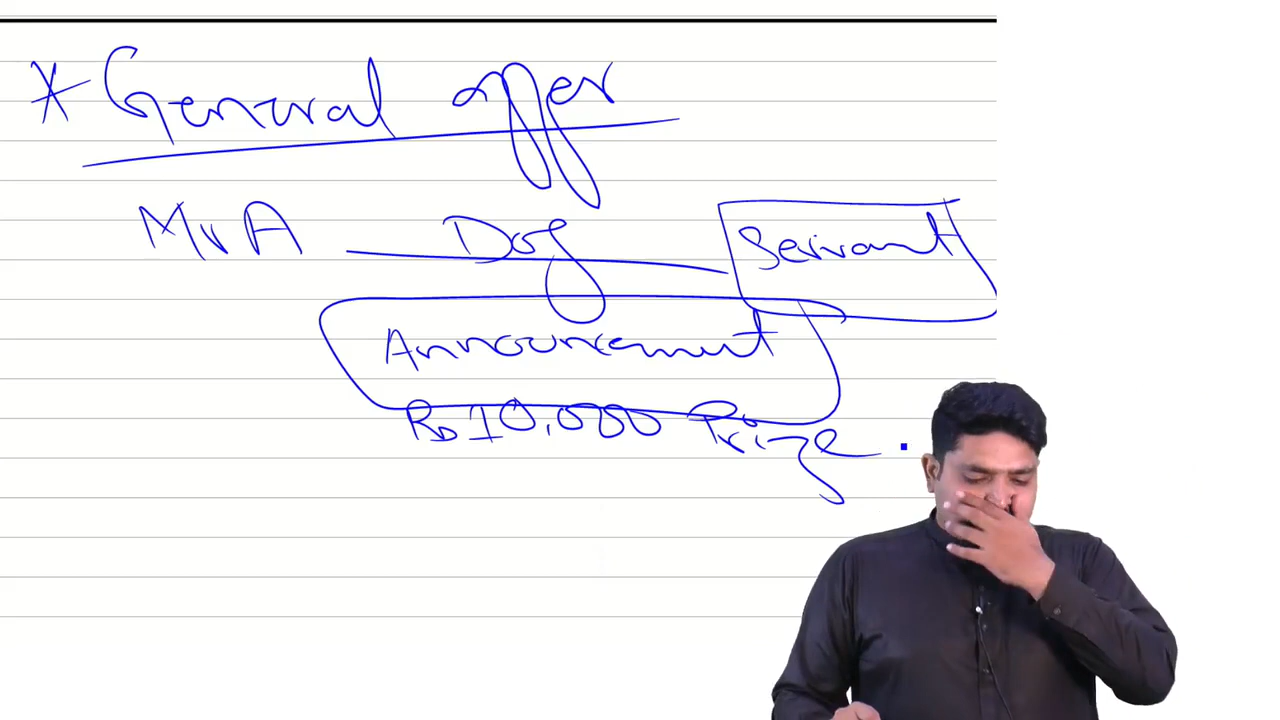 * General offer
Mr A Dog Servant
Announcement
Rs 10,000 Prize.